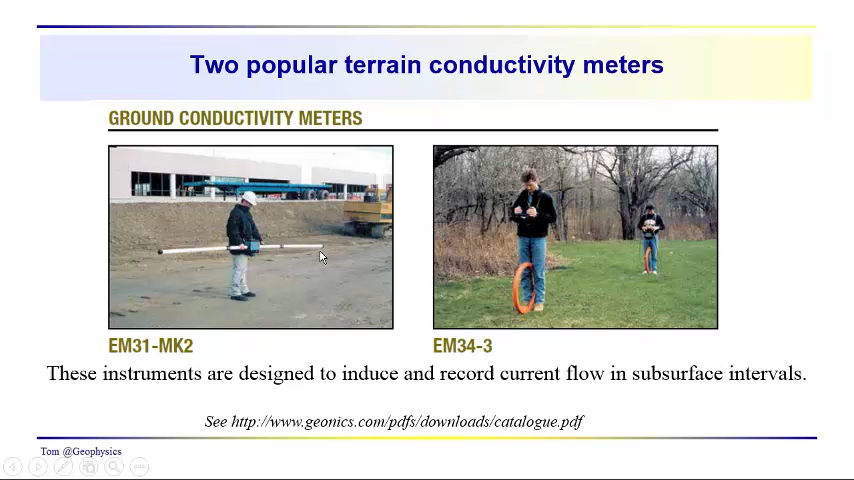 Two popular terrain conductivity meters
GROUND CONDUCTIVITY METERS
EM31-MK2
EM34-3
These instruments are designed to induce and record current flow in subsurface intervals.
See http://www.geonics.com/pdfs/downloads/catalogue.pdf
Tom @Geophysics